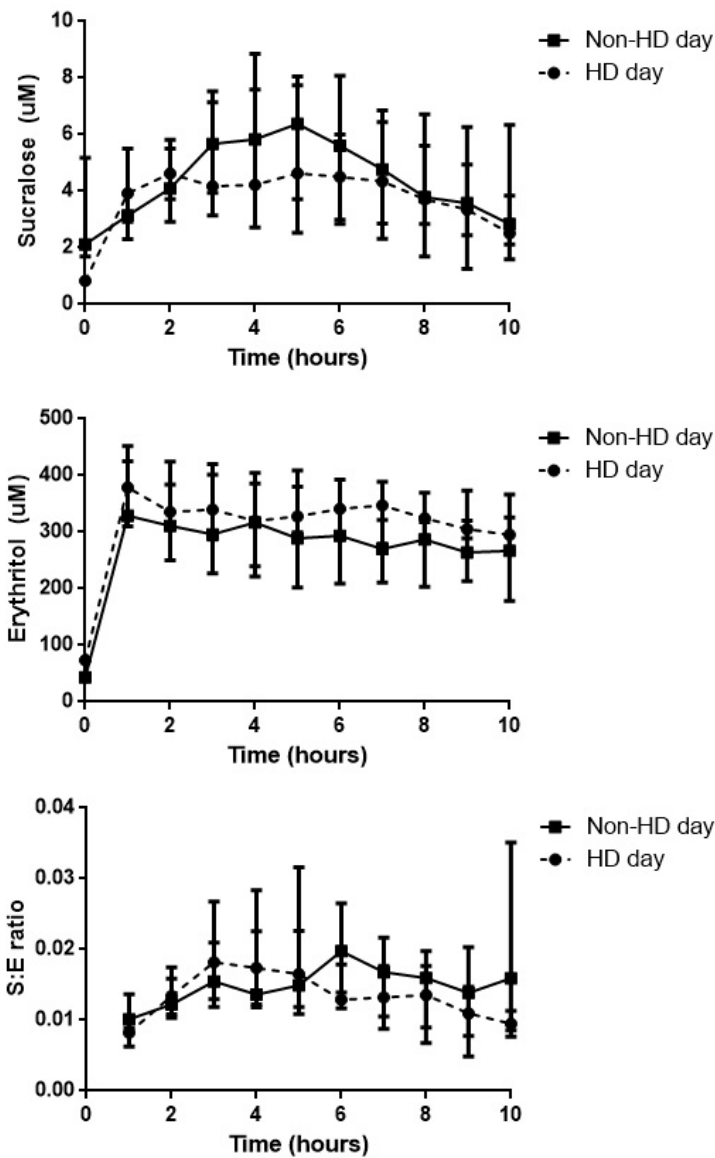 10
8
6
4
2
0
Sucralose (uM)
0 2 4 6 8 10
Time (hours)
Non-HD day
HD day
500
400
300
200
100
0
Erythritol (uM)
0 2 4 6 8 10
Time (hours)
Non-HD day
HD day
0.04
0.03
0.02
0.01
0.00
S:E ratio
0 2 4 6 8 10
Time (hours)
Non-HD day
HD day